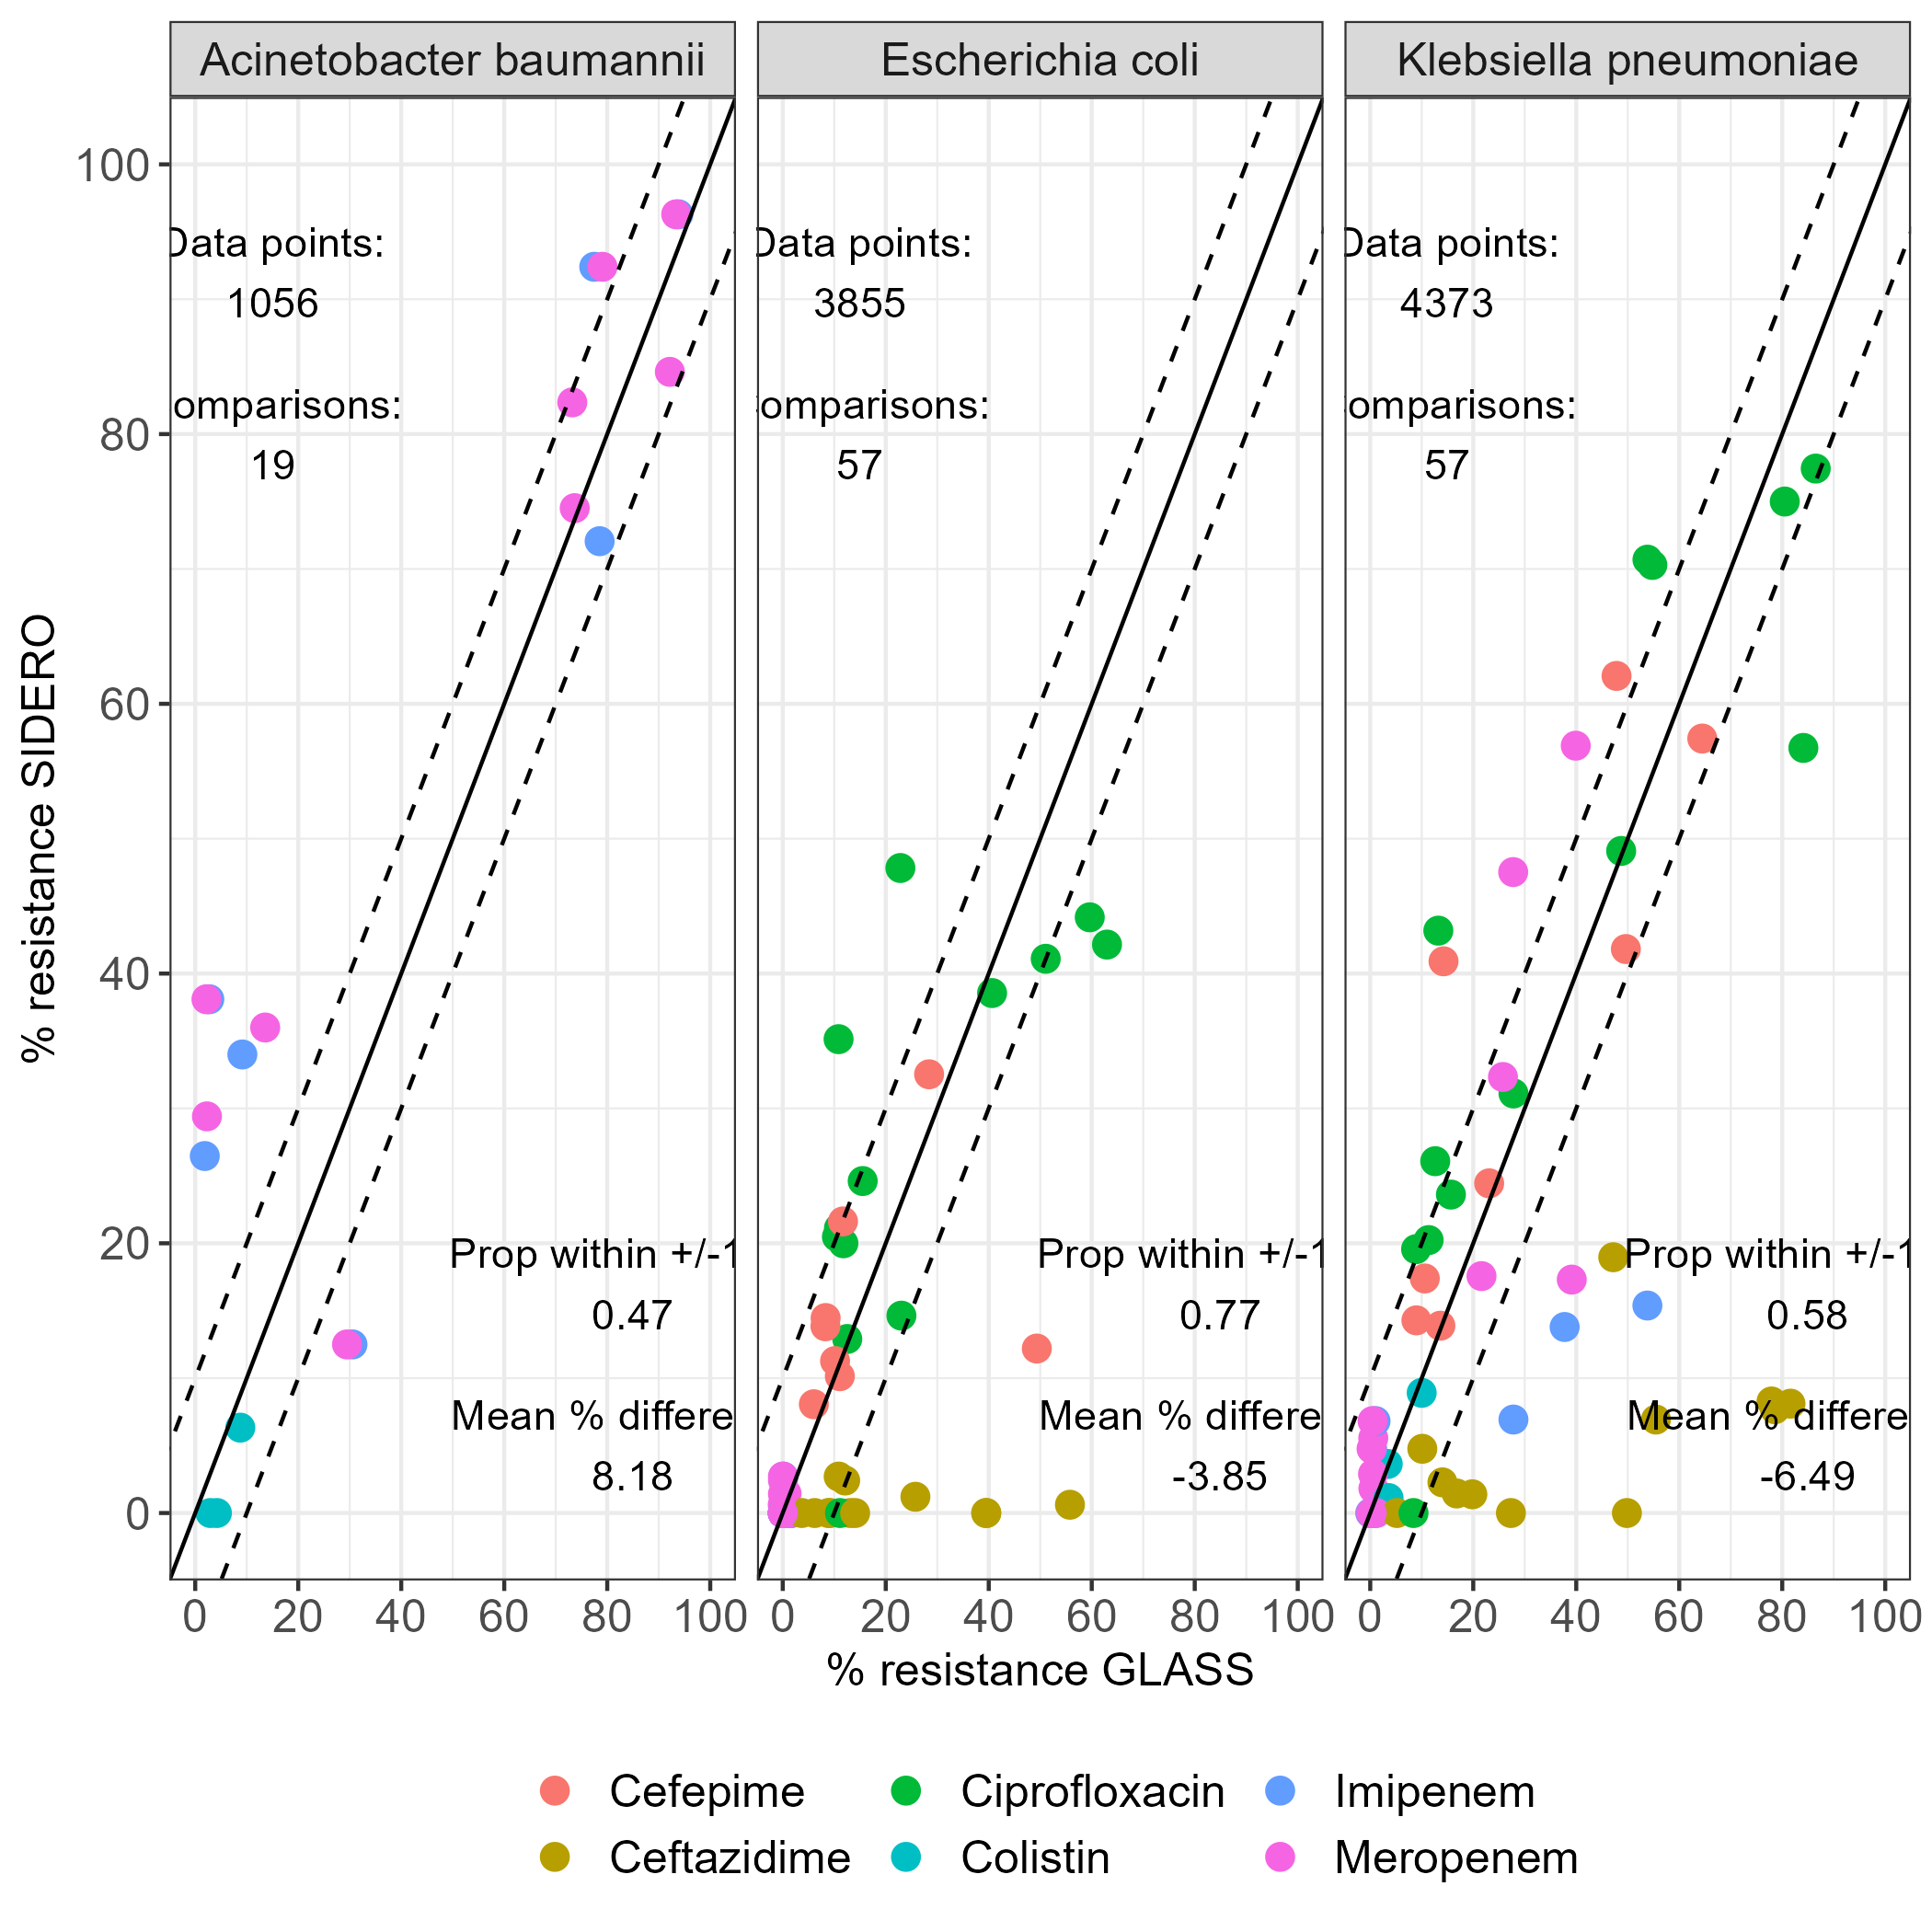 Acinetobacter baumannii
Escherichia coli
Klebsiella pneumoniae
% resistance SIDERO
100
80
60
40
20
0
Data points:
1056
omparisons:
19
Prop within +/-1
0.47
Mean % differe
8.18
Data points:
3855
omparisons:
57
Prop within +/-1
0.77
Mean % differe
-3.85
Data points:
4373
omparisons:
57
Prop within +/-1
0.58
Mean % differe
-6.49
0 20 40 60 80 100
0 20 40 60 80 100
0 20 40 60 80 100
% resistance GLASS
Cefepime
Ciprofloxacin
Imipenem
Ceftazidime
Colistin
Meropenem